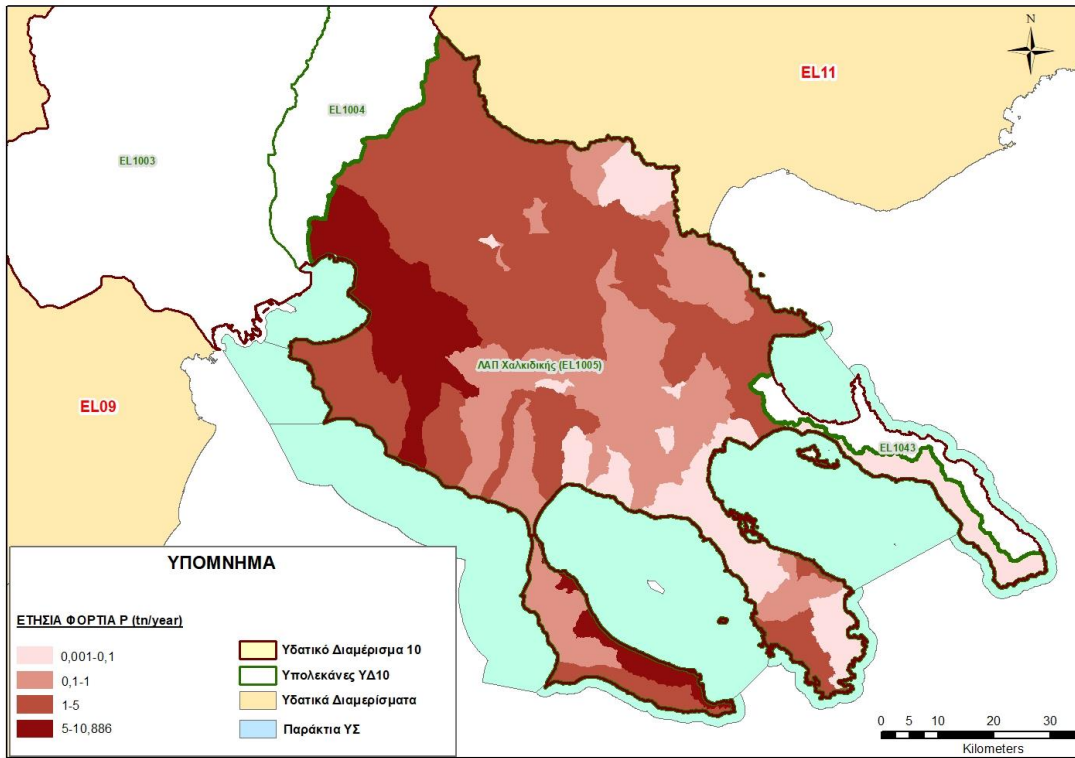 N
EL11
EL1004
EL1003
ΛΑΠ Χαλκιδικής (EL1005)
EL09
EL1043
ΥΠΟΜΝΗΜΑ
ΕΤΗΣΙΑ ΦΟΡΤΙΑ P (tn/year)
0,001-0,1
0,1-1
1-5
5-10,886
Υδατικό Διαμέρισμα 10
Υπολεκάνες ΥΔ10
Υδατικά Διαμερίσματα
Παράκτια ΥΣ
0 5 10 20 30
Kilometers